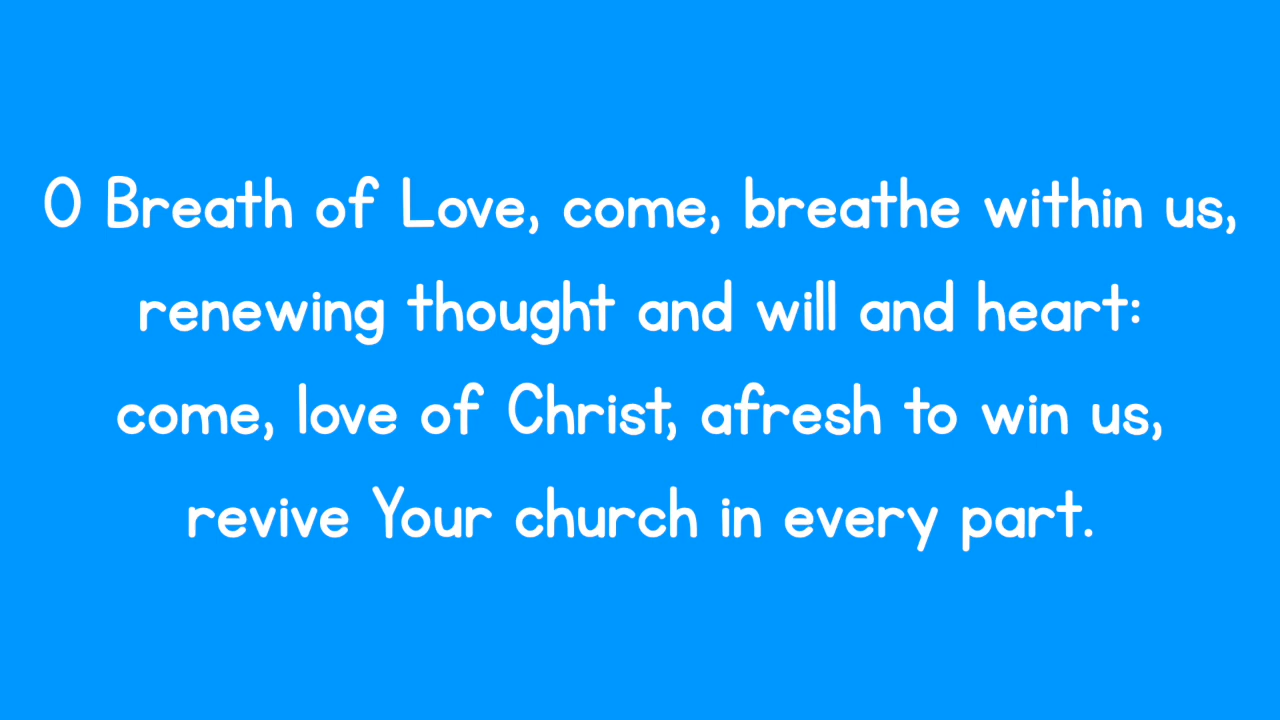 O Breath of Love, come, breathe within us,
renewing thought and will and heart:
come, love of Christ, afresh to win us,
revive Your church in every part.